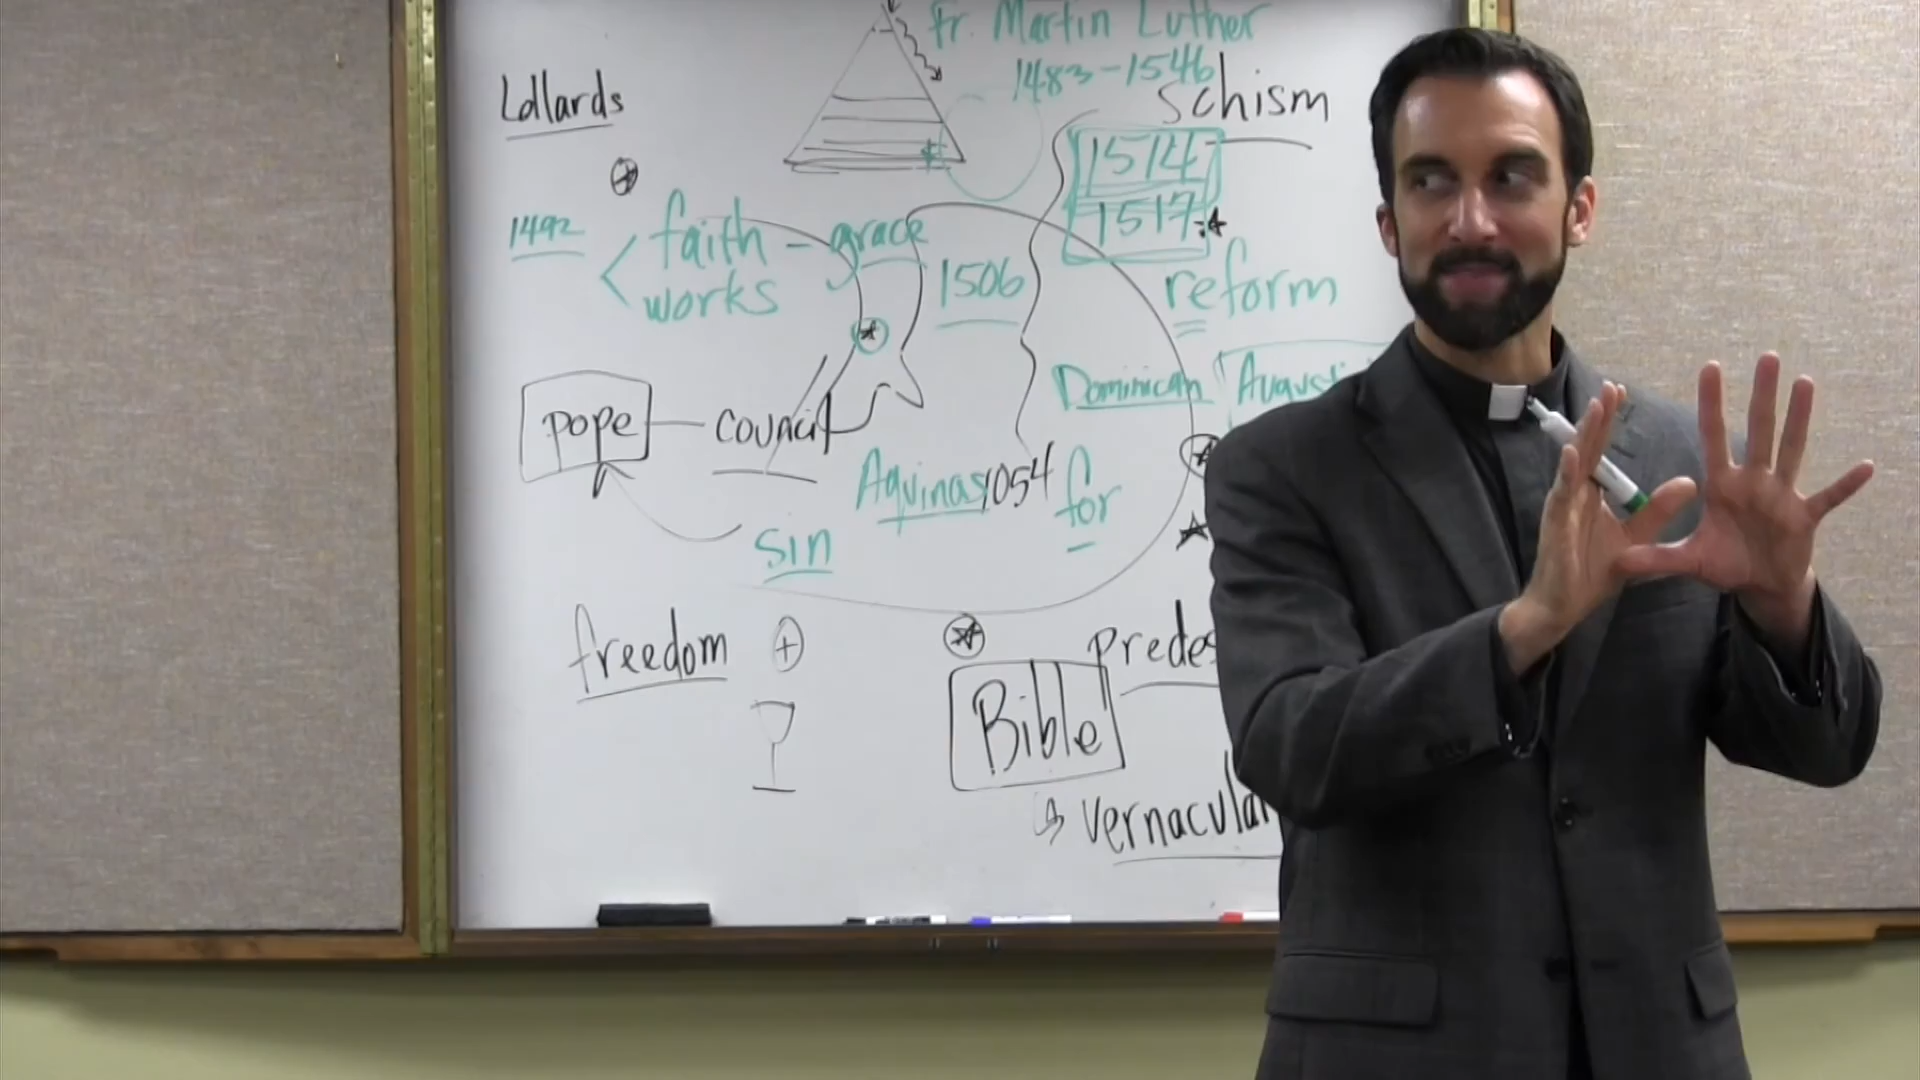 fr. Martin Luther
1483-1546
Lollards
schism
1514
1517
1492
faith - grace
works
1506
reform
Dominican
pope
council
Aquinas
1054
for
sin
freedom
Bible
vernacular